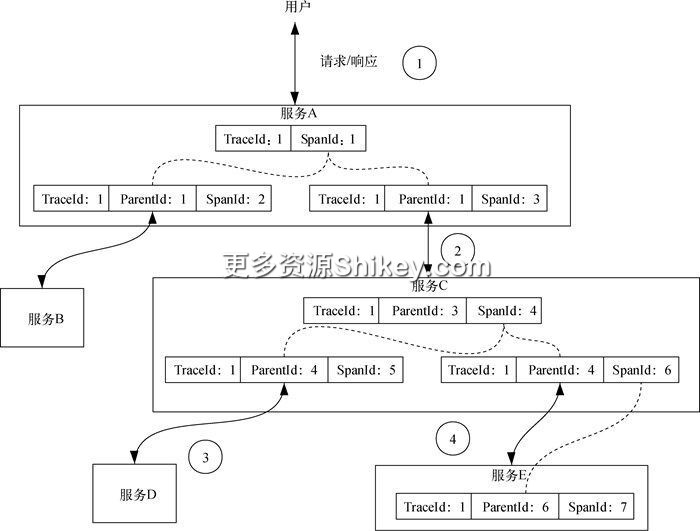 用户
请求/响应
1
服务A
TraceId：1 SpanId：1
TraceId：1 ParentId：1 SpanId：2
TraceId：1 ParentId：1 SpanId：3
2
更多资源Shikey.com
服务B
服务C
TraceId：1 ParentId：3 SpanId：4
TraceId：1 ParentId：4 SpanId：5
TraceId：1 ParentId：4 SpanId：6
3
4
服务D
服务E
TraceId：1 ParentId：6 SpanId：7